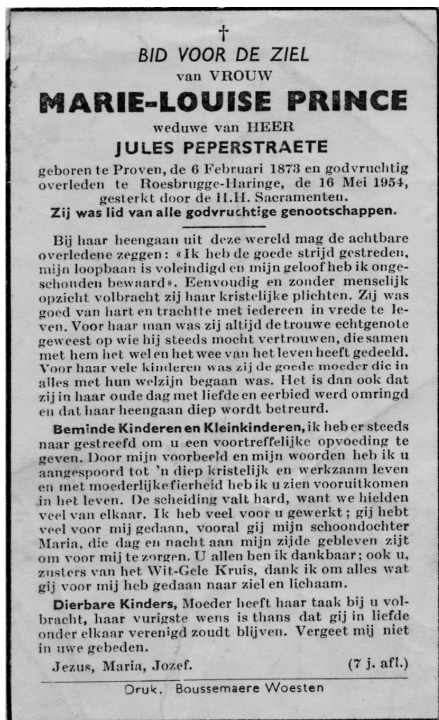 †
BID VOOR DE ZIEL
van VROUW
MARIE-LOUISE PRINCE
weduwe van HEER
JULES PEPERSTRAETE
geboren te Proven, de 6 Februari 1873 en godvruchtig
overleden te Roesbrugge-Haringe, de 16 Mei 1954,
gesterkt door de H.H. Sacramenten.
Zij was lid van alle godvruchtige genootschappen.
Bij haar heengaan uit deze wereld mag de achtbare
overledene zeggen: «Ik heb de goede strijd gestreden,
mijn loopbaan is voleindigd en mijn geloof heb ik onge-
schonden bewaard». Eenvoudig en zonder menselijk
opzicht volbracht zij haar kristelijke plichten. Zij was
goed van hart en trachtte met iedereen in vrede te le-
ven. Voor haar man was zij altijd de trouwe echtgenote
geweest op wie hij steeds mocht vertrouwen, die samen
met hem het wel en het wee van het leven heeft gedeeld.
Voor haar vele kinderen was zij de goede moeder die in
alles met hun welzijn begaan was. Het is dan ook dat
zij in haar oude dag met liefde en eerbied werd omringd
en dat haar heengaan diep wordt betreurd.
Beminde Kinderen en Kleinkinderen, ik heb er steeds
naar gestreefd om u een voortreffelijke opvoeding te
geven. Door mijn voorbeeld en mijn woorden heb ik u
aangespoord tot 'n diep kristelijk en werkzaam leven
en met moederlijke fierheid heb ik u zien vooruitkomen
in het leven. De scheiding valt hard, want we hielden
veel van elkaar. Ik heb veel voor u gewerkt; gij hebt
veel voor mij gedaan, vooral gij mijn schoondochter
Maria, die dag en nacht aan mijn zijde gebleven zijt
om voor mij te zorgen. U allen ben ik dankbaar; ook u,
zusters van het Wit-Gele Kruis, dank ik om alles wat
gij voor mij heb gedaan naar ziel en lichaam.
Dierbare Kinders, Moeder heeft haar taak bij u vol-
bracht, haar vurigste wens is thans dat gij in liefde
onder elkaar verenigd zoudt blijven. Vergeet mij niet
in uwe gebeden.
Jezus, Maria, Jozef. (7 j. afl.)
Druk. Boussemaere Woesten